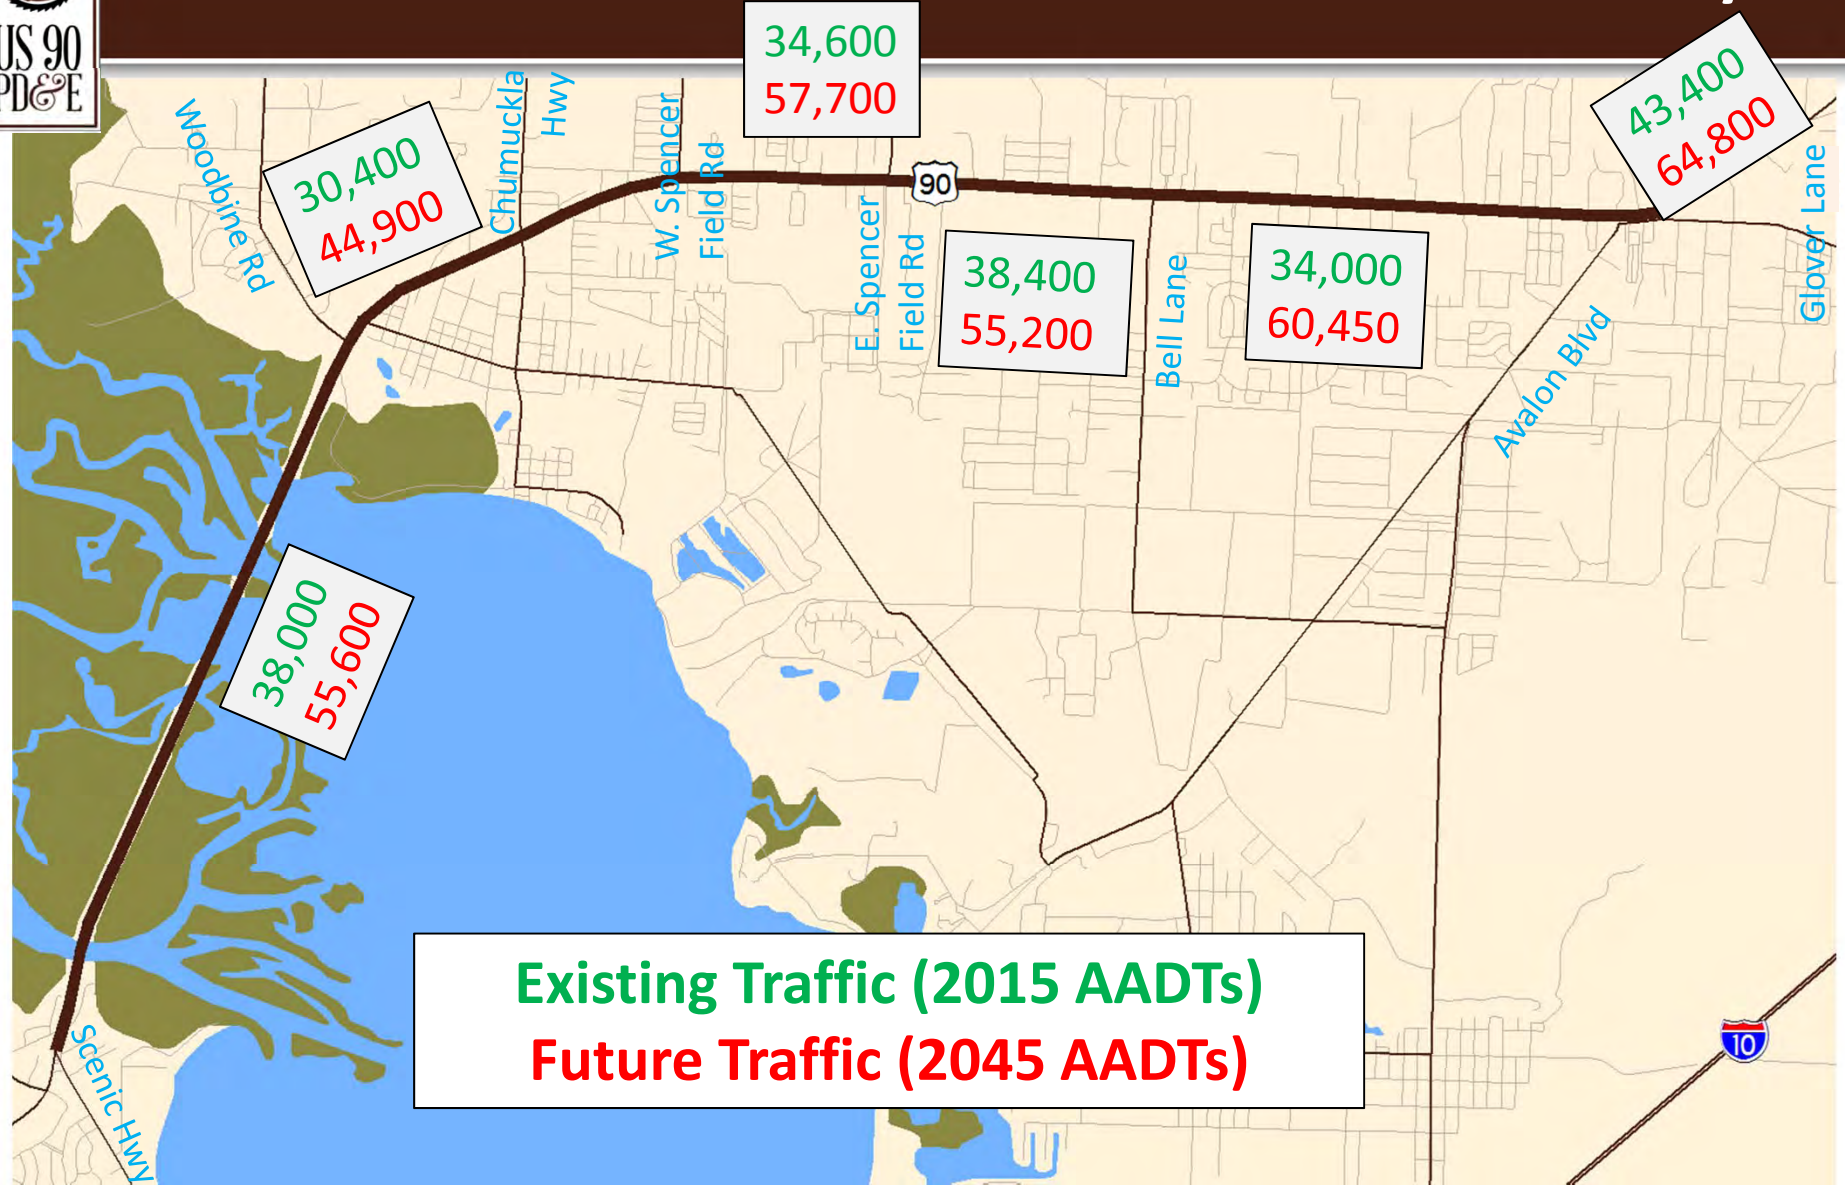 US 90
PD&E
34,600
57,700
43,400
64,800
Woodbine Rd
30,400
44,900
Chumuckla
Hwy
W. Spencer
Field Rd
90
E. Spencer
Field Rd
38,400
55,200
Bell Lane
34,000
60,450
Avalon Blvd
Glover Lane
38,000
55,600
Existing Traffic (2015 AADTs)
Future Traffic (2045 AADTs)
Scenic Hwy
10